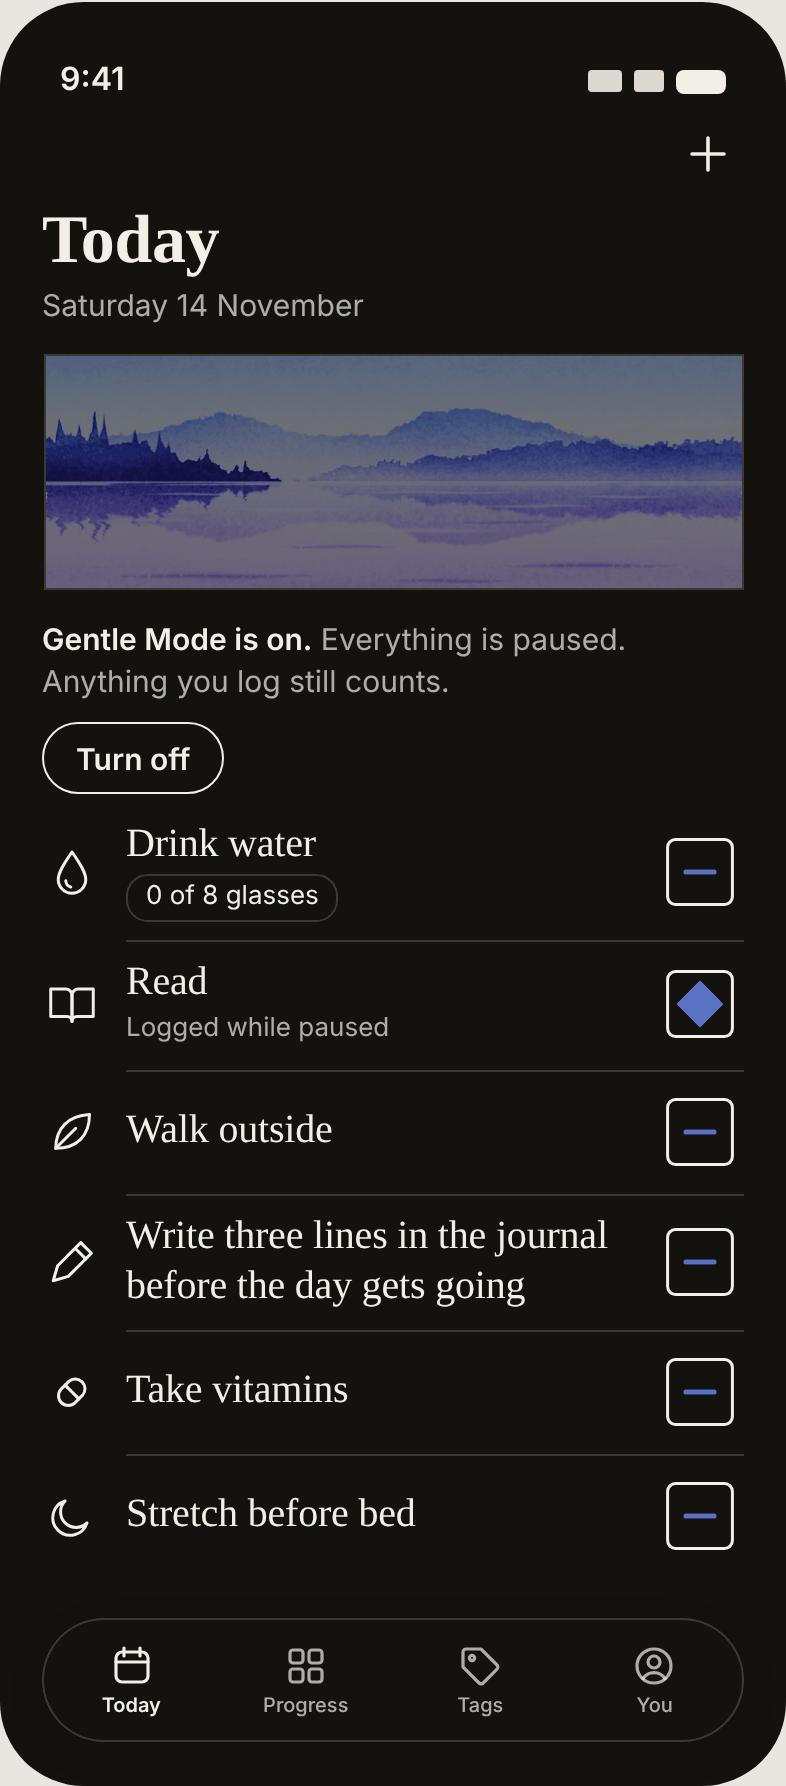 9:41
Today
Saturday 14 November
Gentle Mode is on. Everything is paused.
Anything you log still counts.
Turn off
Drink water
0 of 8 glasses
Read
Logged while paused
Walk outside
Write three lines in the journal
before the day gets going
Take vitamins
Stretch before bed
Today
Progress
Tags
You